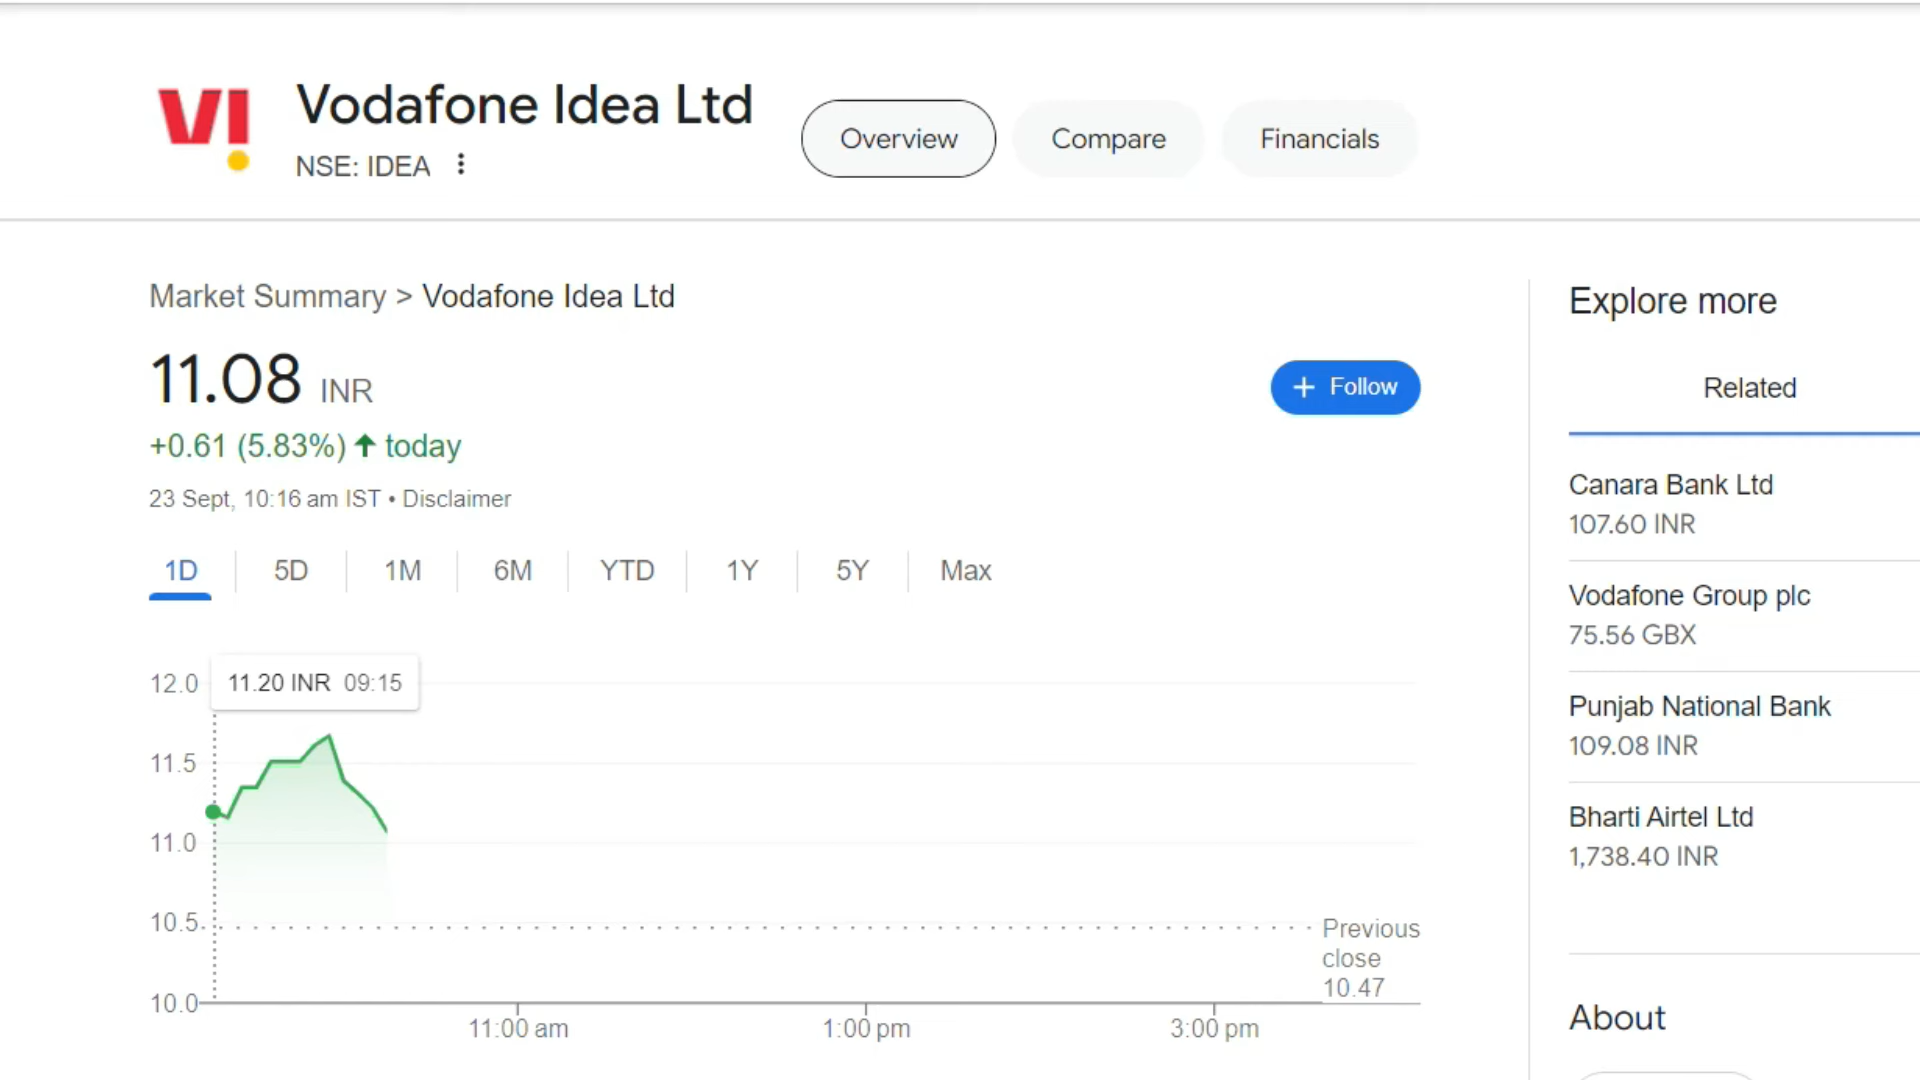 VI
Vodafone Idea Ltd
NSE: IDEA
Overview
Compare
Financials
Market Summary > Vodafone Idea Ltd
11.08 INR
+0.61 (5.83%) ↑ today
23 Sept, 10:16 am IST • Disclaimer
+ Follow
1D
5D
1M
6M
YTD
1Y
5Y
Max
11.20 INR 09:15
12.0
11.5
11.0
10.5
10.0
Previous
close
10.47
11:00 am
1:00 pm
3:00 pm
Explore more
Related
Canara Bank Ltd
107.60 INR
Vodafone Group plc
75.56 GBX
Punjab National Bank
109.08 INR
Bharti Airtel Ltd
1,738.40 INR
About